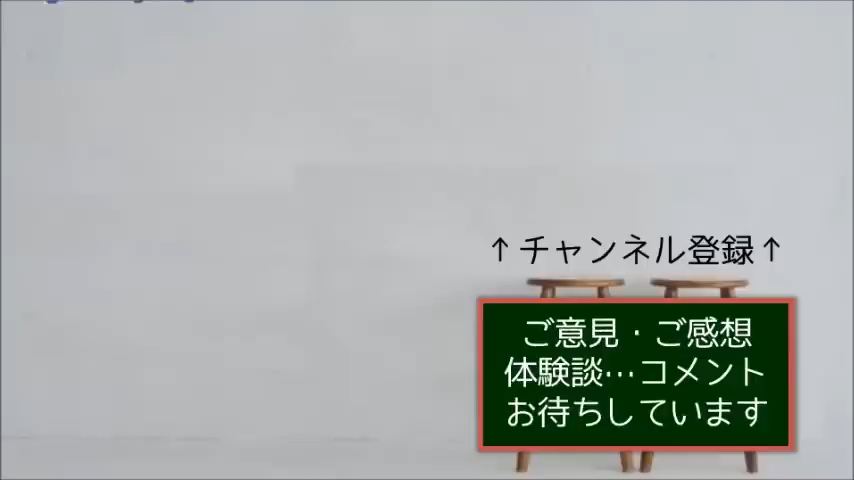 ↑チャンネル登録↑
ご意見・ご感想
体験談…コメント
お待ちしています